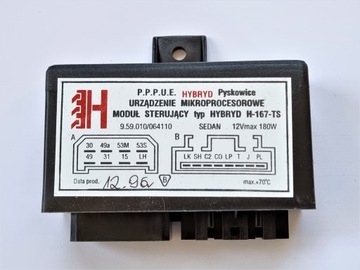 P.P.P.U.E. HYBRYD Pyskowice
URZĄDZENIE MIKROPROCESOROWE
MODUŁ STERUJĄCY typ HYBRYD H-167-TS
9.59.010/064110 SEDAN 12Vmax 180W
A B
30 49a 53M 53S
49 31 15 LH
LK SH C2 CO LP T J PL
Data prod. 12.96 B max.+70°C